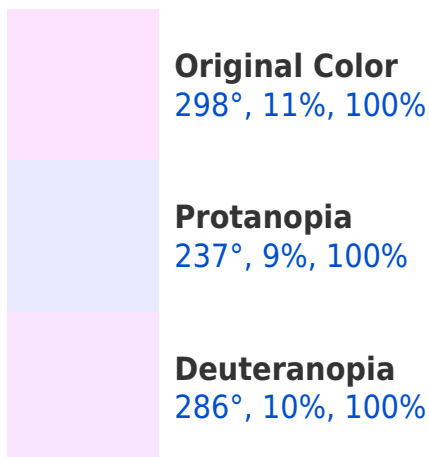 Original Color
298°, 11%, 100%
Protanopia
237°, 9%, 100%
Deuteranopia
286°, 10%, 100%